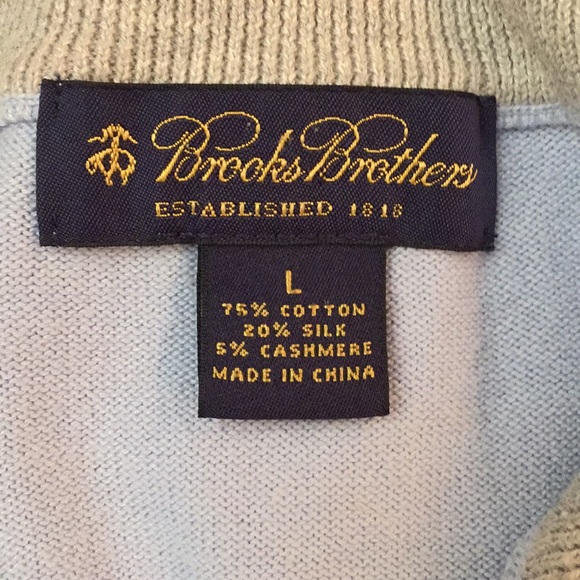 Brooks Brothers
ESTABLISHED 1818
L
75% COTTON
20% SILK
5% CASHMERE
MADE IN CHINA